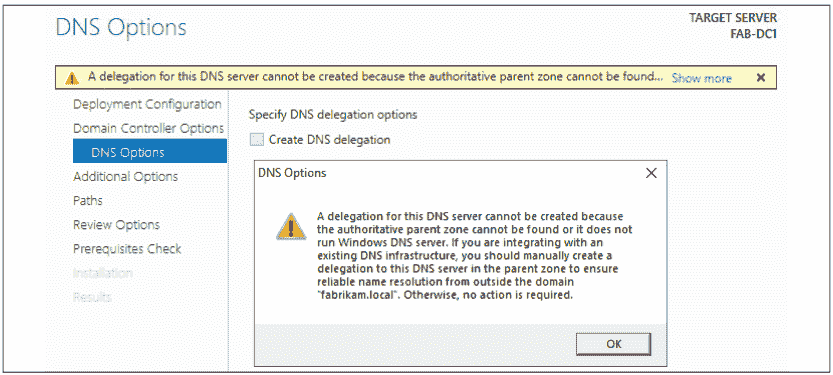 DNS Options
TARGET SERVER
FAB-DC1
A delegation for this DNS server cannot be created because the authoritative parent zone cannot be found... Show more
Deployment Configuration
Domain Controller Options
DNS Options
Additional Options
Paths
Review Options
Prerequisites Check
Installation
Results
Specify DNS delegation options
Create DNS delegation
DNS Options
A delegation for this DNS server cannot be created because
the authoritative parent zone cannot be found or it does not
run Windows DNS server. If you are integrating with an
existing DNS infrastructure, you should manually create a
delegation to this DNS server in the parent zone to ensure
reliable name resolution from outside the domain
"fabrikam.local". Otherwise, no action is required.
OK